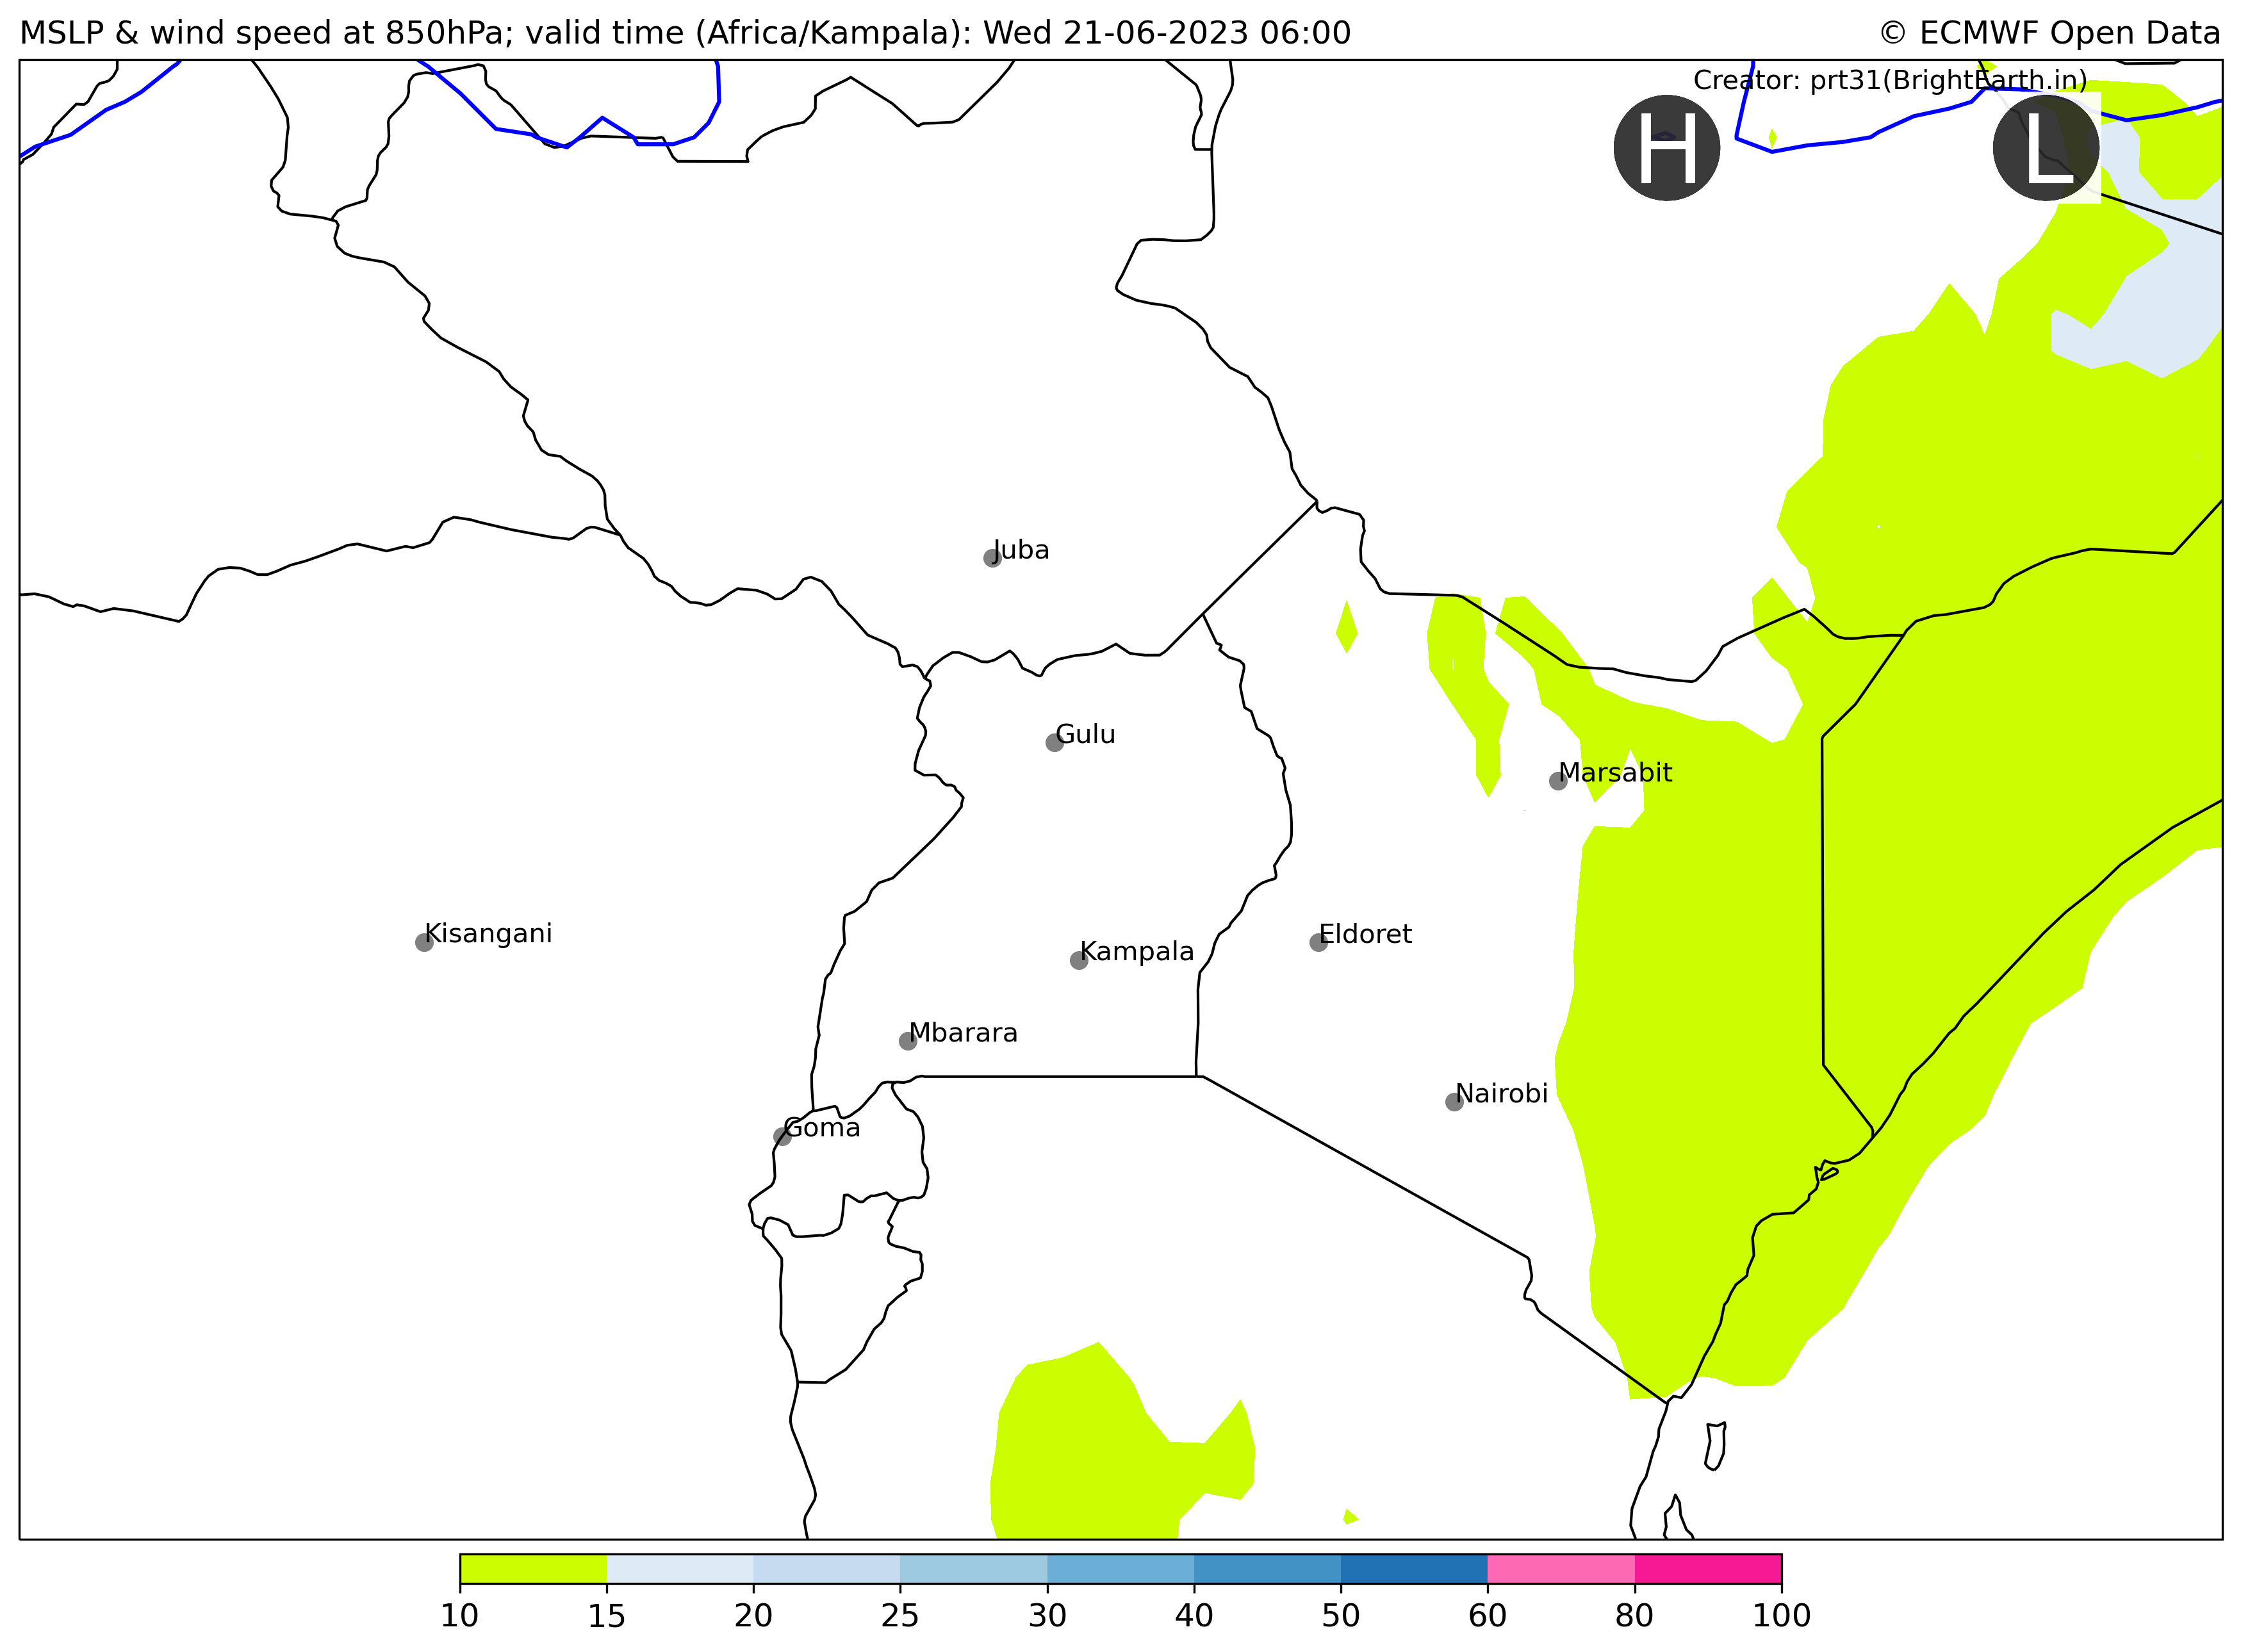 MSLP & wind speed at 850hPa; valid time (Africa/Kampala): Wed 21-06-2023 06:00
© ECMWF Open Data
Creator: prt31(BrightEarth.in)
H
L
Juba
Gulu
Marsabit
Kisangani
Eldoret
Kampala
Mbarara
Nairobi
Goma
10 15 20 25 30 40 50 60 80 100